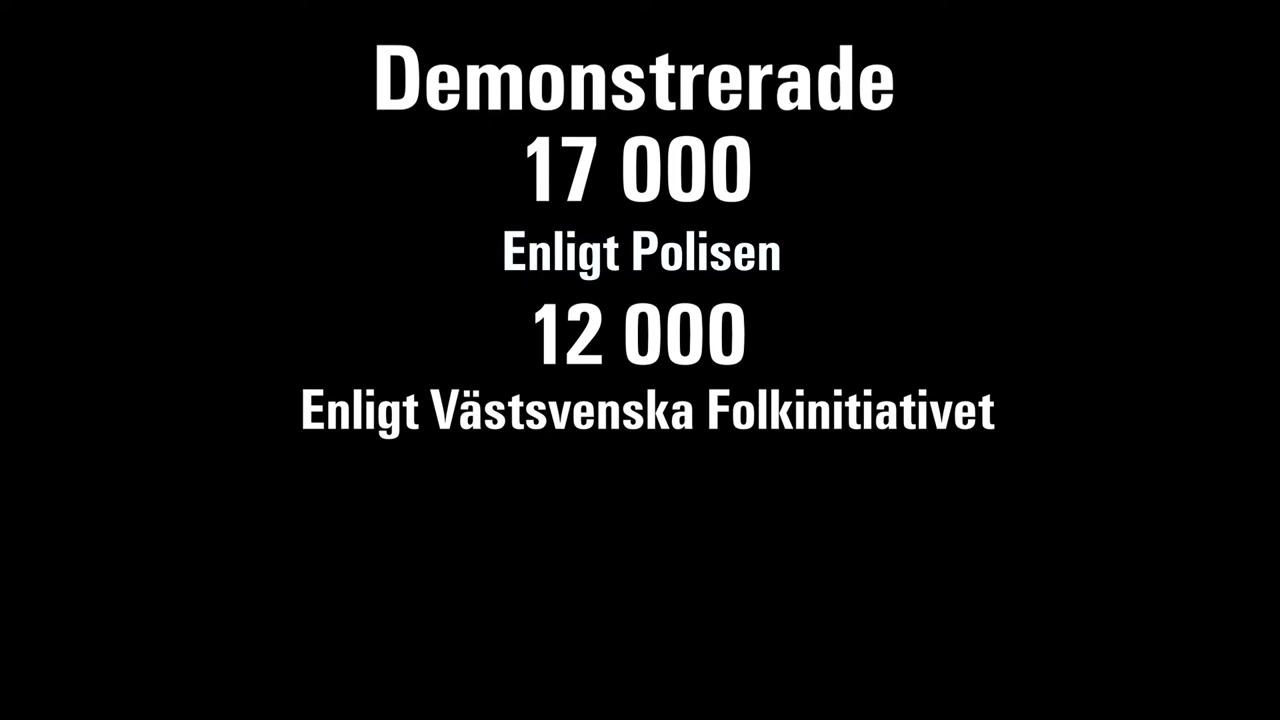 Demonstrerade
17 000
Enligt Polisen
12 000
Enligt Västsvenska Folkinitiativet